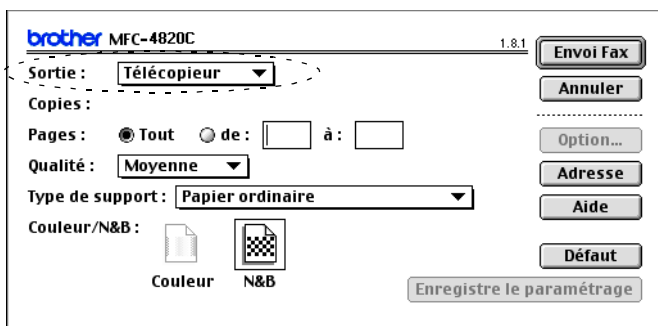 brother MFC-4820C 1.8.1
Envoi Fax
Sortie : Télécopieur
Annuler
Copies :
Pages : Tout de : à :
Option...
Qualité : Moyenne
Adresse
Type de support : Papier ordinaire
Aide
Couleur/N&B :
Défaut
Couleur N&B
Enregistre le paramétrage